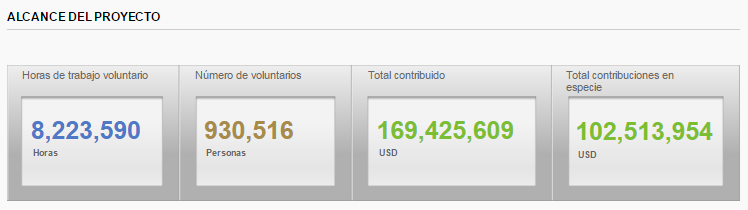 ALCANCE DEL PROYECTO
Horas de trabajo voluntario
8,223,590
Horas
Número de voluntarios
930,516
Personas
Total contribuido
169,425,609
USD
Total contribuciones en
especie
102,513,954
USD